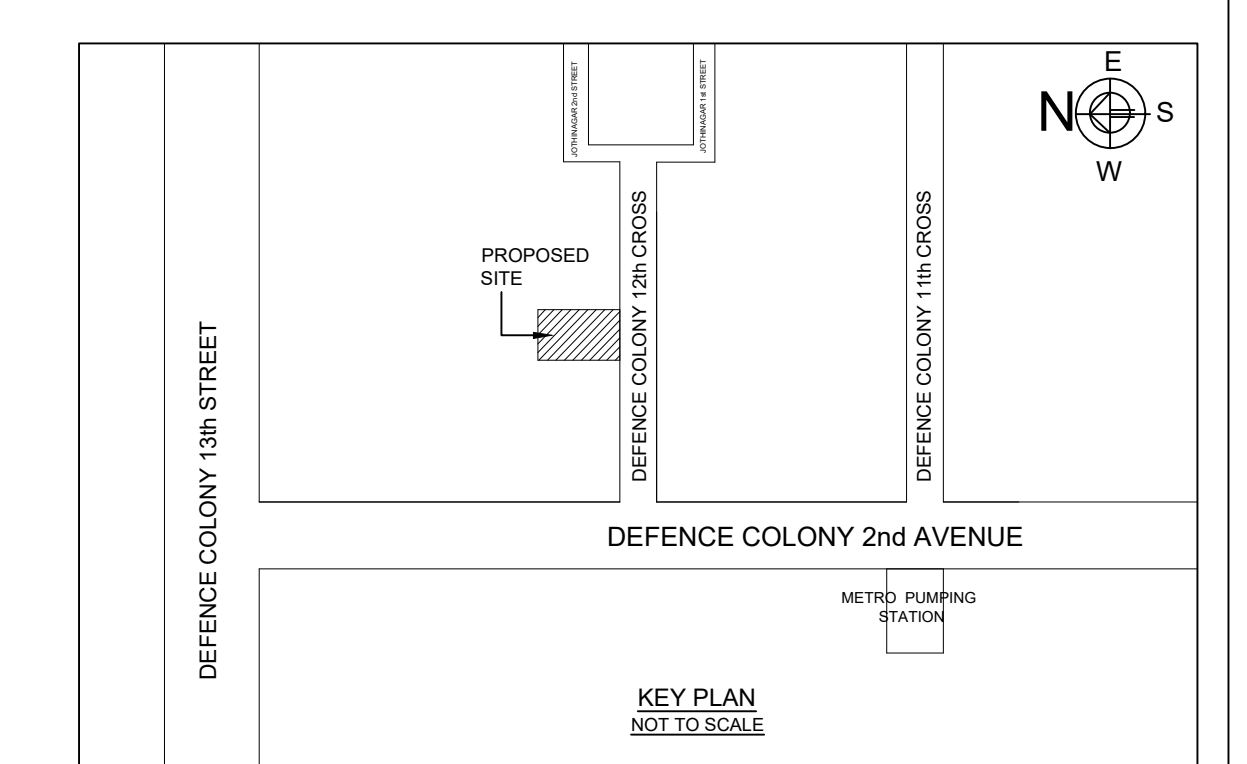 E
N
S
W
JOTHINAGAR 2nd STREET
JOTHINAGAR 1st STREET
PROPOSED
SITE
DEFENCE COLONY 12th CROSS
DEFENCE COLONY 11th CROSS
DEFENCE COLONY 13th STREET
DEFENCE COLONY 2nd AVENUE
METRO PUMPING
STATION
KEY PLAN
NOT TO SCALE